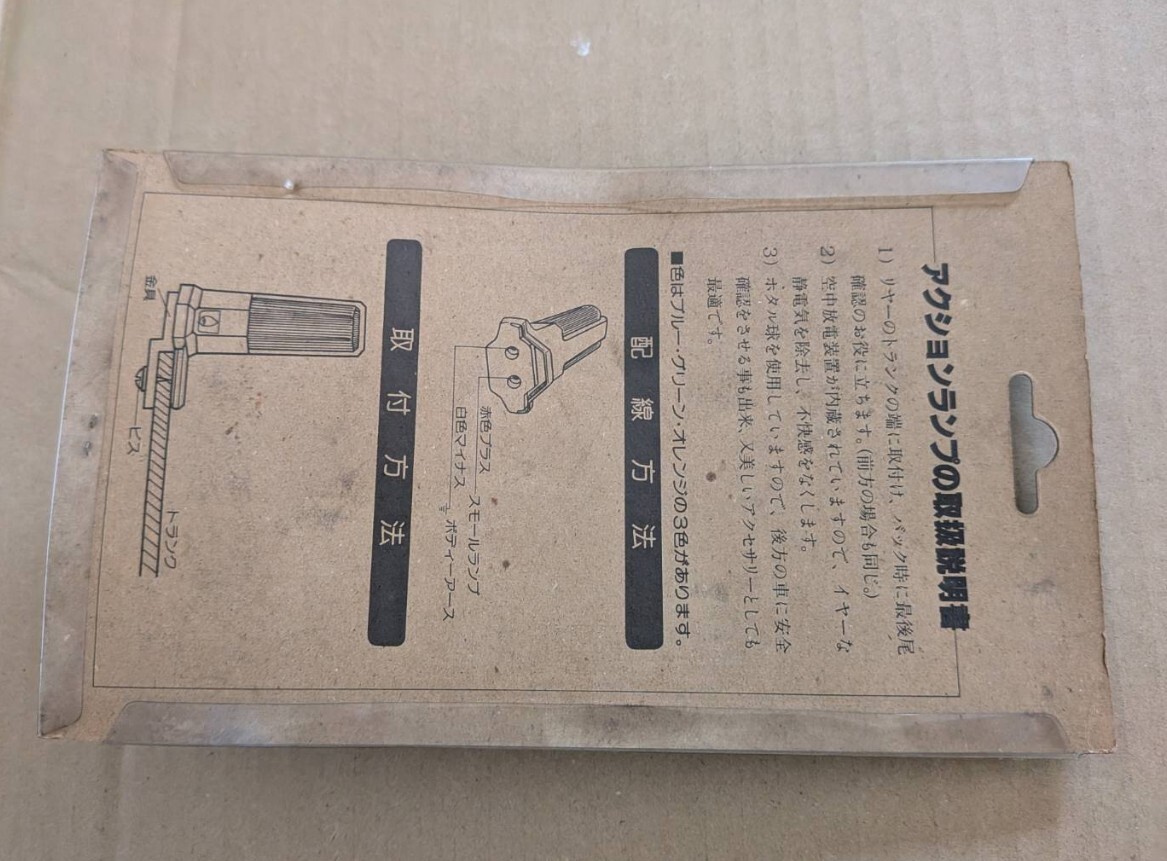 アクションランプの取扱説明書
1) リヤーのトランクの端に取付け、バック時に最後尾
確認のお役に立ちます。(前方の場合も同じ。)
2) 空中放電装置が内蔵されていますので、イヤーな
静電気を除去し、不快感をなくします。
3) ホタル球を使用していますので、後方の車に安全
確認をさせる事も出来、又美しいアクセサリーとしても
最適です。
■色はブルー・グリーン・オレンジの3色があります。
配線方法
赤色プラス スモールランプ
白色マイナス ボディーアース
取付方法
金具
ビス
トランク